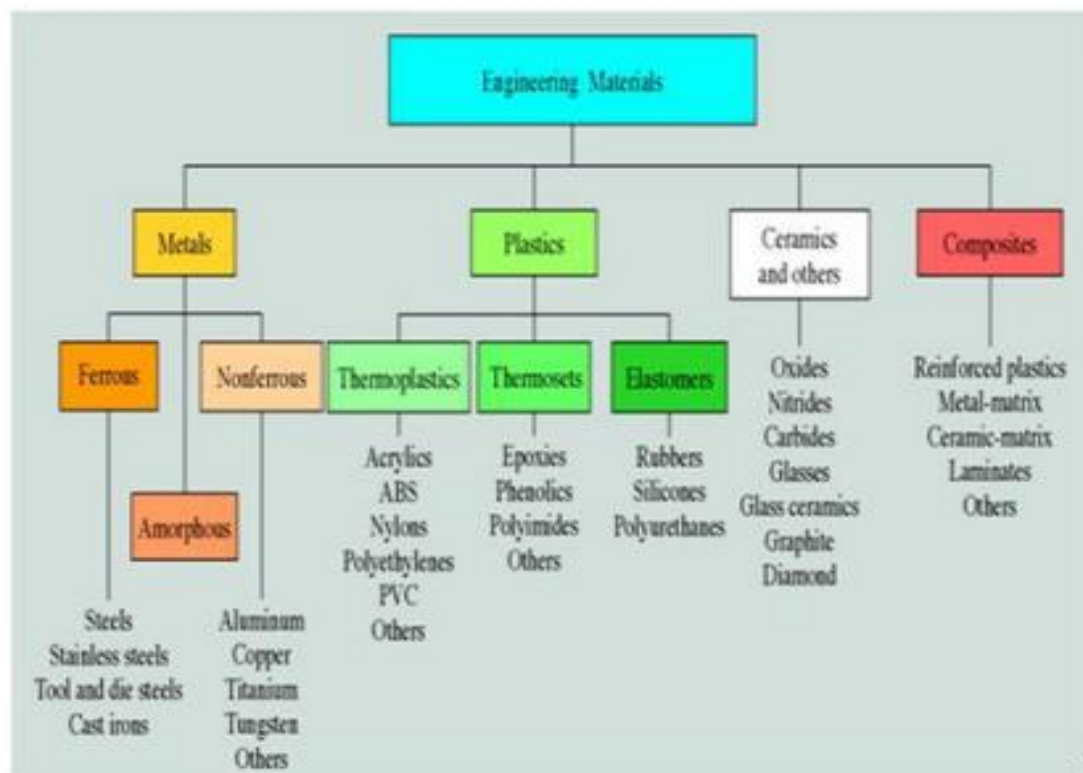 Engineering Materials
Metals
Plastics
Ceramics
and others
Composites
Ferrous
Nonferrous
Amorphous
Thermoplastics
Thermosets
Elastomers
Steels
Stainless steels
Tool and die steels
Cast irons
Aluminum
Copper
Titanium
Tungsten
Others
Acrylics
ABS
Nylons
Polyethylenes
PVC
Others
Epoxies
Phenolics
Polyimides
Others
Rubbers
Silicones
Polyurethanes
Oxides
Nitrides
Carbides
Glasses
Glass ceramics
Graphite
Diamond
Reinforced plastics
Metal-matrix
Ceramic-matrix
Laminates
Others